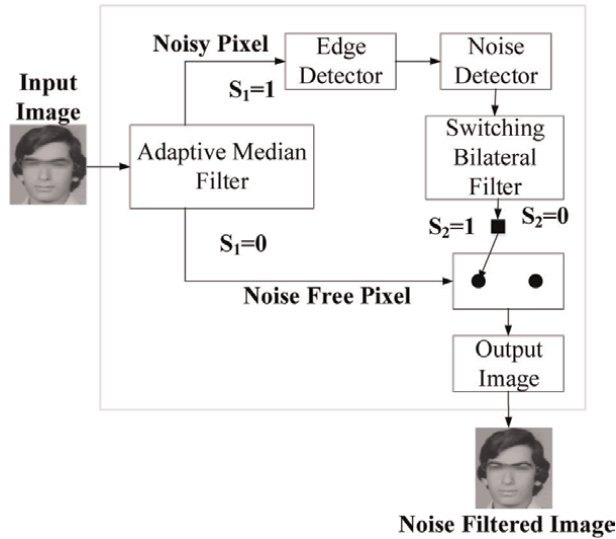 Input
Image
Adaptive Median
Filter
Noisy Pixel
S₁=1
Edge
Detector
Noise
Detector
Switching
Bilateral
Filter
S₂=1
S₂=0
S₁=0
Noise Free Pixel
Output
Image
Noise Filtered Image